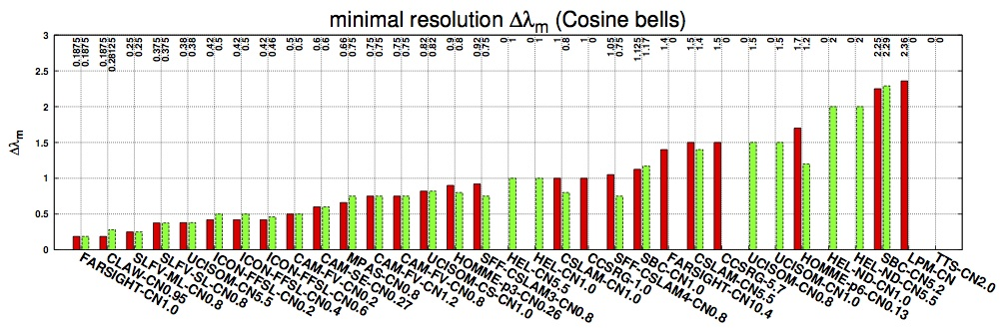 minimal resolution Δλm (Cosine bells)
0.1875
0.1875
0.1875
0.28125
0.25
0.25
0.375
0.375
0.38
0.38
0.42
0.5
0.42
0.5
0.42
0.46
0.5
0.5
0.6
0.6
0.66
0.75
0.75
0.75
0.75
0.75
0.82
0.82
0.9
0.8
0.92
0.75
0
1
0
1
1
0.8
1
0
1.05
0.75
1.125
1.17
1.4
0
1.5
1.4
1.5
0
0
1.5
0
1.5
1.7
1.2
0
2
0
2
2.25
2.29
2.36
0
0
0
3
2.5
2
1.5
1
0.5
0
Δλm
FARSIGHT-CN1.0
CLAW-CN0.95
SLFV-ML-CN0.8
SLFV-SL-CN0.8
UCISOM-CN5.5
ICON-FFSL-CN0.2
ICON-FFSL-CN0.4
ICON-FFSL-CN0.6
CAM-FV-CN0.2
CAM-SE-CN0.27
MPAS-CN0.8
CAM-FV-CN1.2
CAM-FV-CN0.8
UCISOM-CS-CN1.0
HOMME-p3-CN0.26
SFF-CSLAM3-CN0.8
HEL-CN5.5
HEL-CN1.0
CSLAM-CN1.0
CCSRG-1.0
SFF-CSLAM4-CN0.8
SBC-CN1.0
FARSIGHT-CN10.4
CSLAM-CN5.5
CCSRG-5.7
UCISOM-CN0.8
UCISOM-CN1.0
HOMME-p6-CN0.13
HEL-ND-CN1.0
HEL-ND-CN5.5
SBC-CN5.2
LPM-CN
TTS-CN2.0